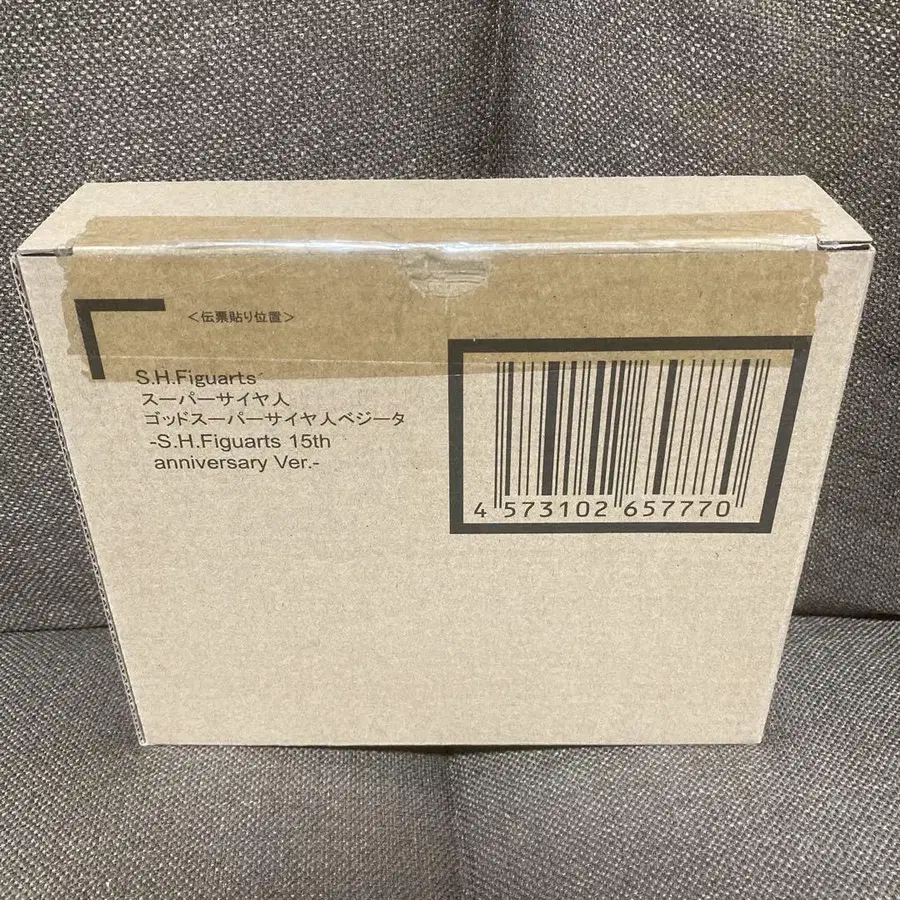 ＜伝票貼り位置＞
S.H.Figuarts
スーパーサイヤ人
ゴッドスーパーサイヤ人ベジータ
-S.H.Figuarts 15th
anniversary Ver.-
4 573102 657770